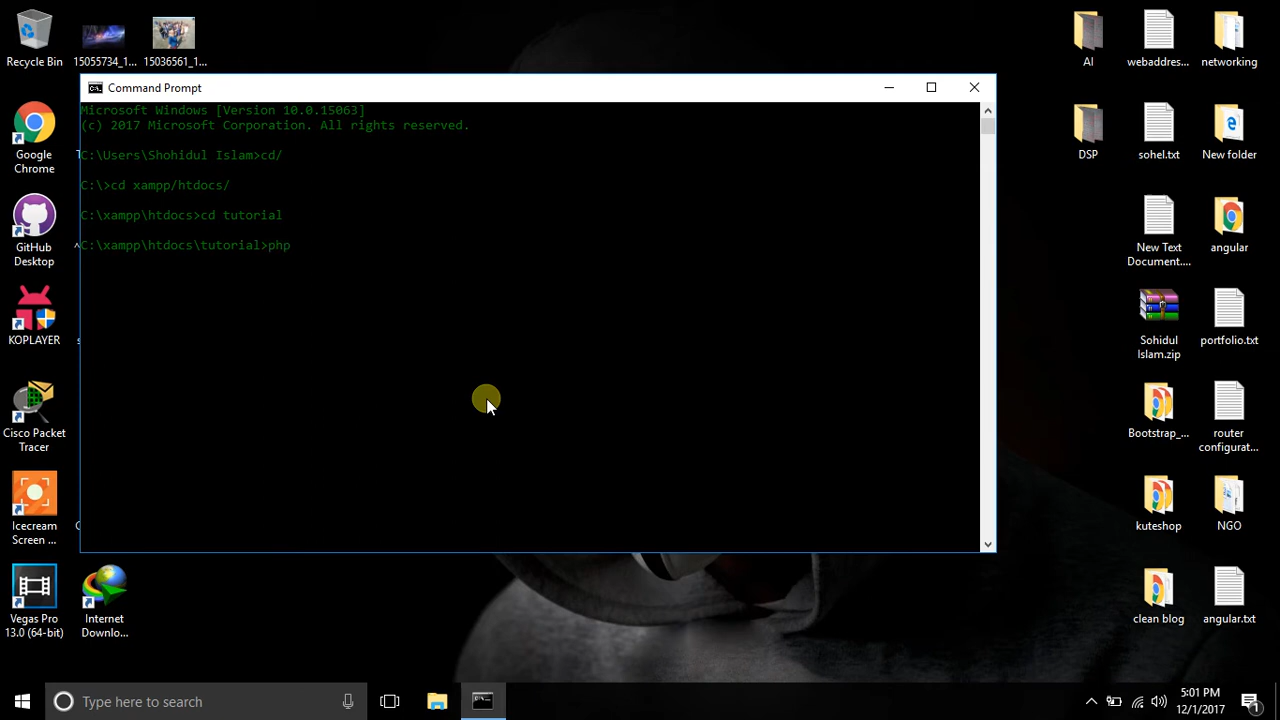 Recycle Bin
15055734_1...
15036561_1...
AI
webaddres...
networking
Command Prompt
Microsoft Windows [Version 10.0.15063]
(c) 2017 Microsoft Corporation. All rights reserved.
C:\Users\Shohidul Islam>cd/
C:\>cd xampp/htdocs/
C:\xampp\htdocs>cd tutorial
C:\xampp\htdocs\tutorial>php
Google
Chrome
GitHub
Desktop
KOPLAYER
Cisco Packet
Tracer
Icecream
Screen ...
Vegas Pro
13.0 (64-bit)
Internet
Downlo...
DSP
sohel.txt
New folder
New Text
Document....
angular
Sohidul
Islam.zip
portfolio.txt
Bootstrap_...
router
configurat...
kuteshop
NGO
clean blog
angular.txt
Type here to search
5:01 PM
12/1/2017
1